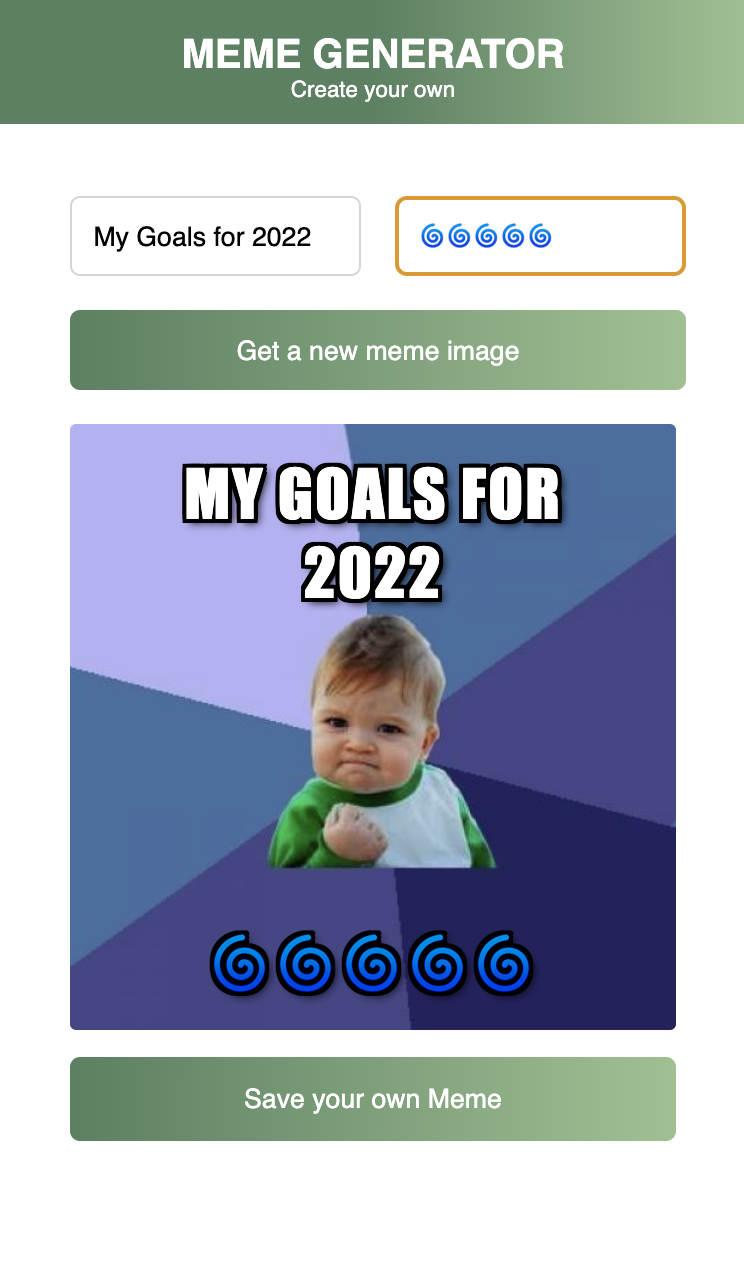 MEME GENERATOR
Create your own
My Goals for 2022
🌀🌀🌀🌀🌀
Get a new meme image
MY GOALS FOR
2022
🌀🌀🌀🌀🌀
Save your own Meme